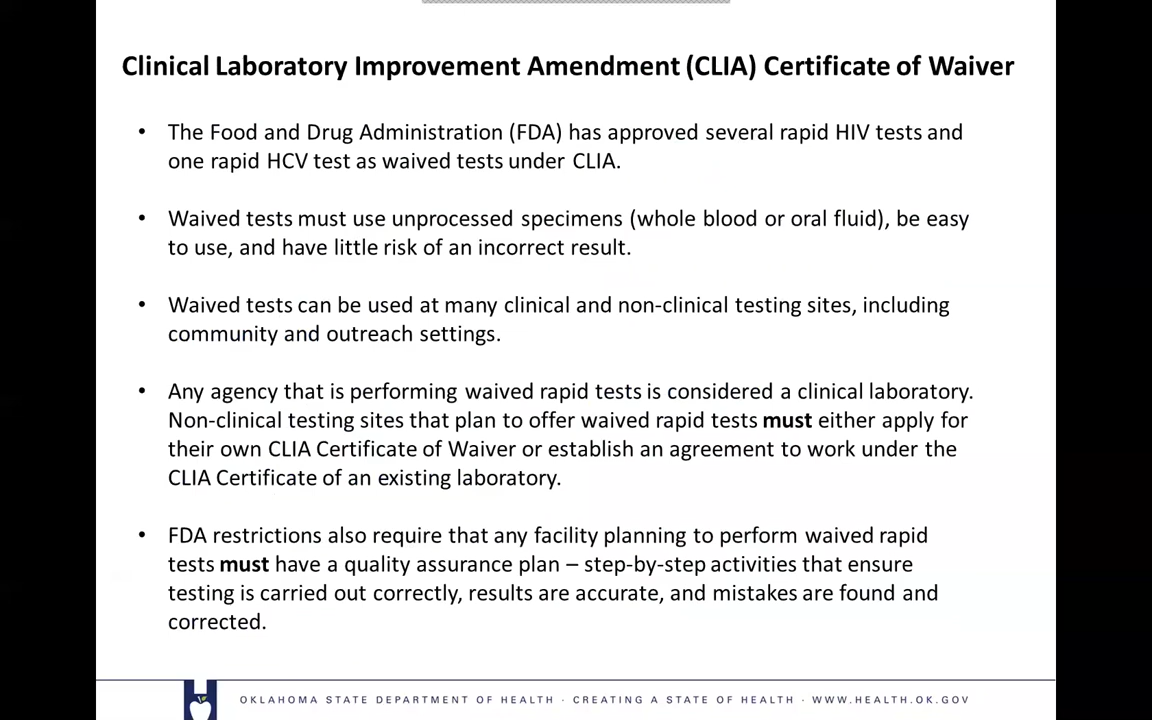 Clinical Laboratory Improvement Amendment (CLIA) Certificate of Waiver
• The Food and Drug Administration (FDA) has approved several rapid HIV tests and
one rapid HCV test as waived tests under CLIA.
• Waived tests must use unprocessed specimens (whole blood or oral fluid), be easy
to use, and have little risk of an incorrect result.
• Waived tests can be used at many clinical and non-clinical testing sites, including
community and outreach settings.
• Any agency that is performing waived rapid tests is considered a clinical laboratory.
Non-clinical testing sites that plan to offer waived rapid tests must either apply for
their own CLIA Certificate of Waiver or establish an agreement to work under the
CLIA Certificate of an existing laboratory.
• FDA restrictions also require that any facility planning to perform waived rapid
tests must have a quality assurance plan – step-by-step activities that ensure
testing is carried out correctly, results are accurate, and mistakes are found and
corrected.
OKLAHOMA STATE DEPARTMENT OF HEALTH · CREATING A STATE OF HEALTH · WWW.HEALTH.OK.GOV